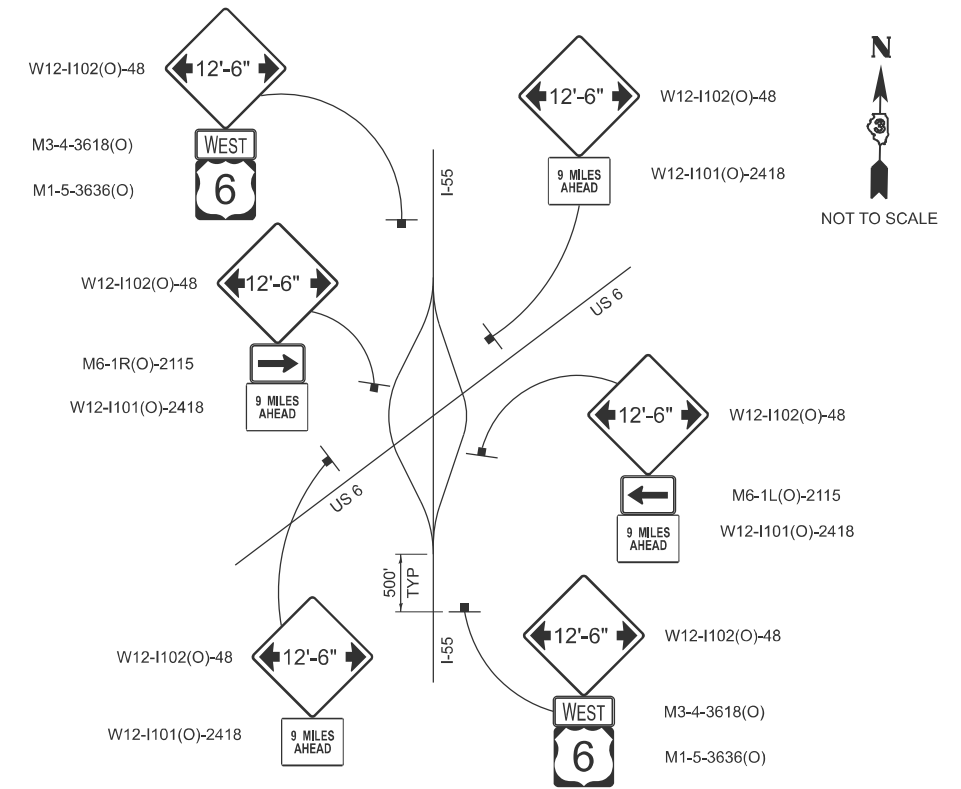 W12-I102(O)-48
12'-6"
M3-4-3618(O)
WEST
M1-5-3636(O)
6
12'-6"
W12-I102(O)-48
9 MILES
AHEAD
W12-I101(O)-2418
N
3
NOT TO SCALE
I-55
W12-I102(O)-48
12'-6"
M6-1R(O)-2115
W12-I101(O)-2418
9 MILES
AHEAD
US 6
12'-6"
W12-I102(O)-48
M6-1L(O)-2115
9 MILES
AHEAD
W12-I101(O)-2418
US 6
500'
TYP
I-55
W12-I102(O)-48
12'-6"
W12-I101(O)-2418
9 MILES
AHEAD
12'-6"
W12-I102(O)-48
WEST
M3-4-3618(O)
6
M1-5-3636(O)